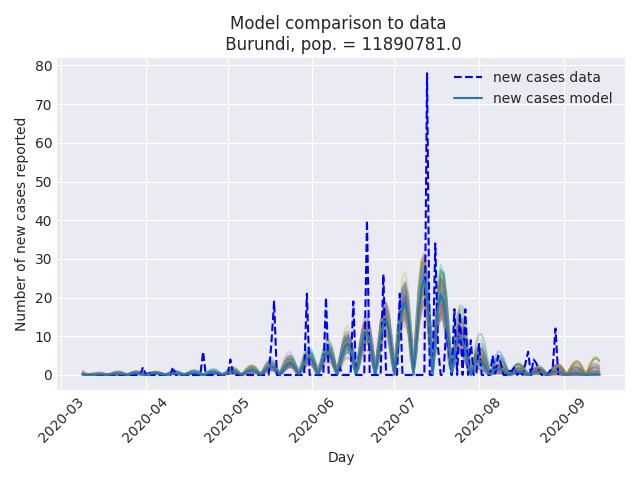 Model comparison to data
Burundi, pop. = 11890781.0
new cases data
new cases model
Number of new cases reported
80
70
60
50
40
30
20
10
0
2020-03
2020-04
2020-05
2020-06
2020-07
2020-08
2020-09
Day